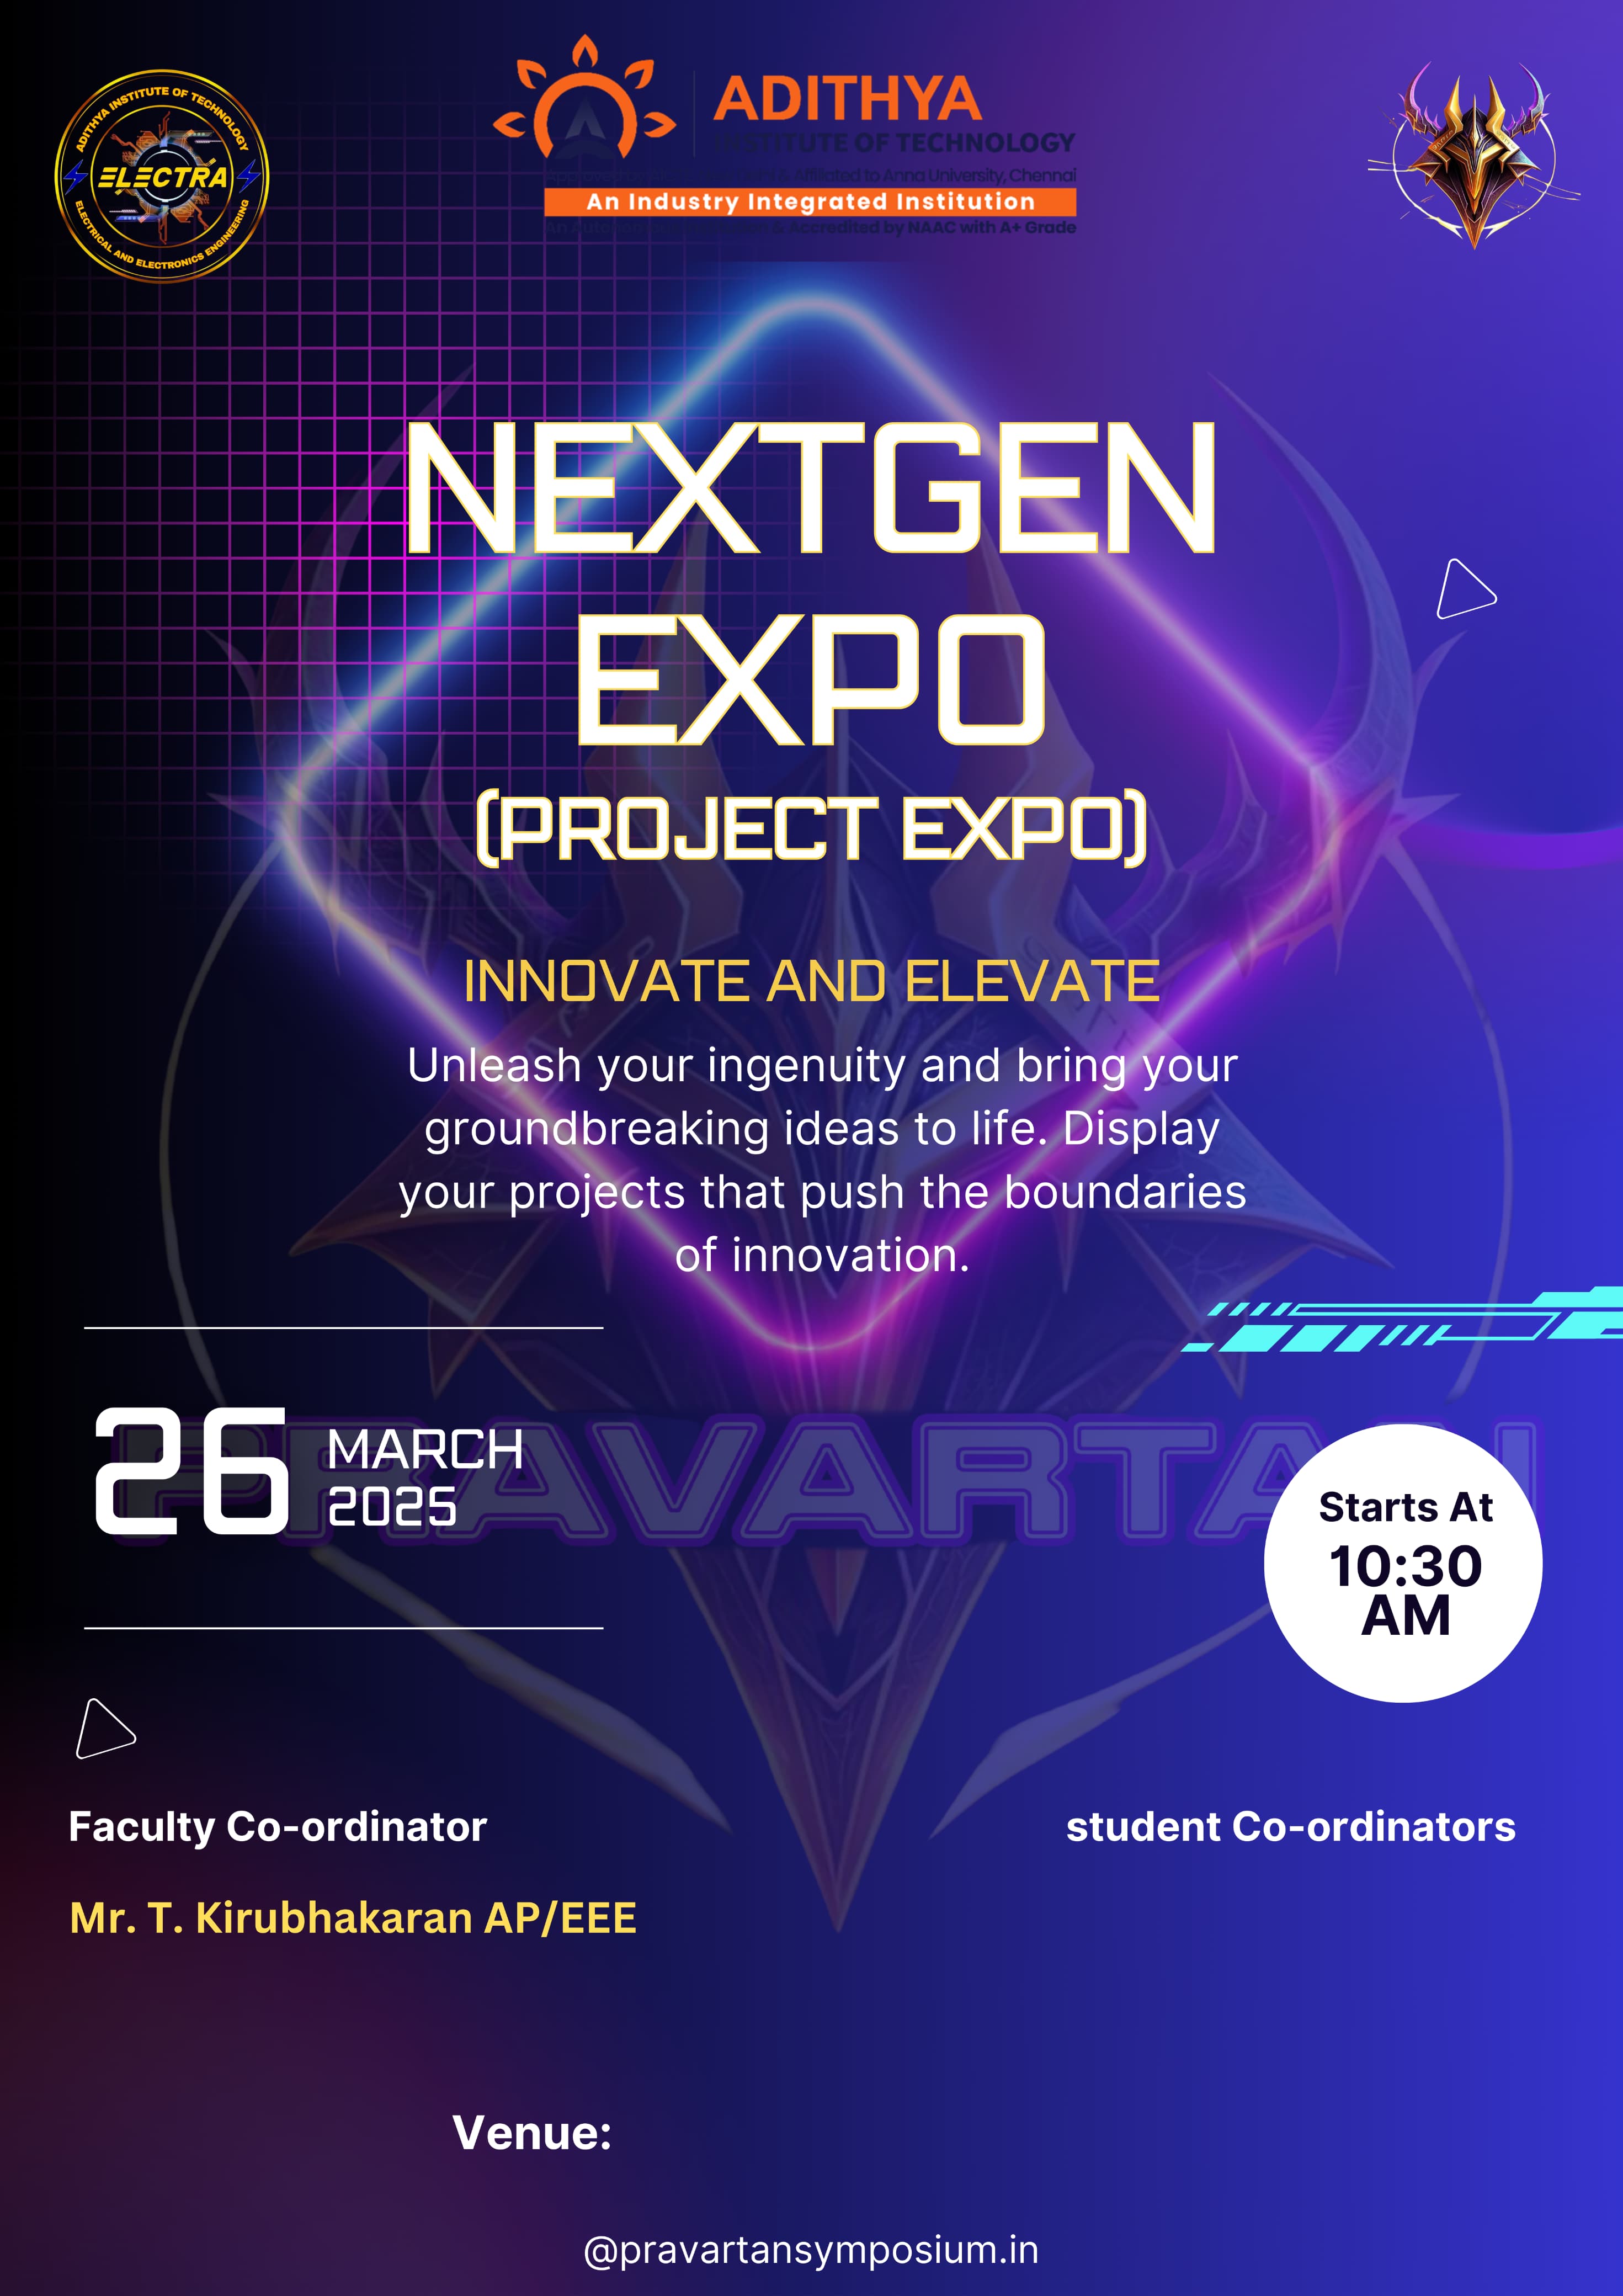 ADITHYA INSTITUTE OF TECHNOLOGY
ELECTRA
ELECTRICAL AND ELECTRONICS ENGINEERING
ADITHYA
INSTITUTE OF TECHNOLOGY
& Affiliated to Anna University, Chennai
An Industry Integrated Institution
& Accredited by NAAC with A+ Grade
NEXTGEN
EXPO
(PROJECT EXPO)
INNOVATE AND ELEVATE
Unleash your ingenuity and bring your
groundbreaking ideas to life. Display
your projects that push the boundaries
of innovation.
PRAVARTAN
26 MARCH
2025
Starts At
10:30
AM
Faculty Co-ordinator
student Co-ordinators
Mr. T. Kirubhakaran AP/EEE
Venue:
@pravartansymposium.in